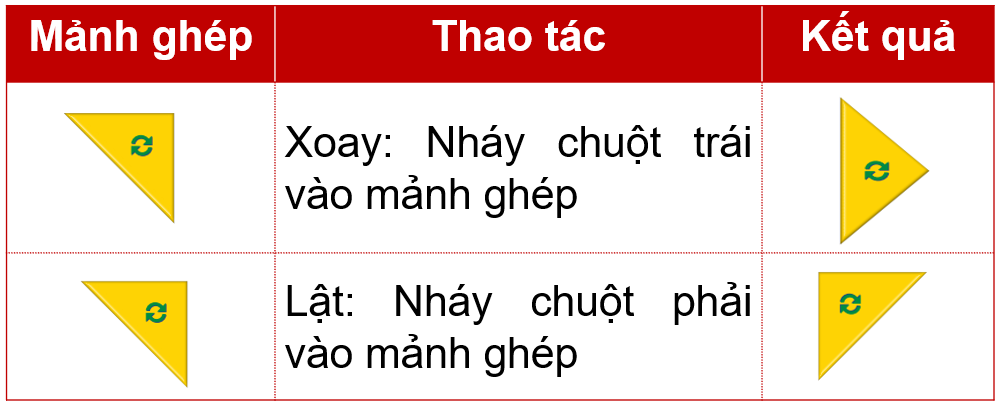 Mảnh ghép Thao tác Kết quả
Xoay: Nháy chuột trái
vào mảnh ghép
Lật: Nháy chuột phải
vào mảnh ghép